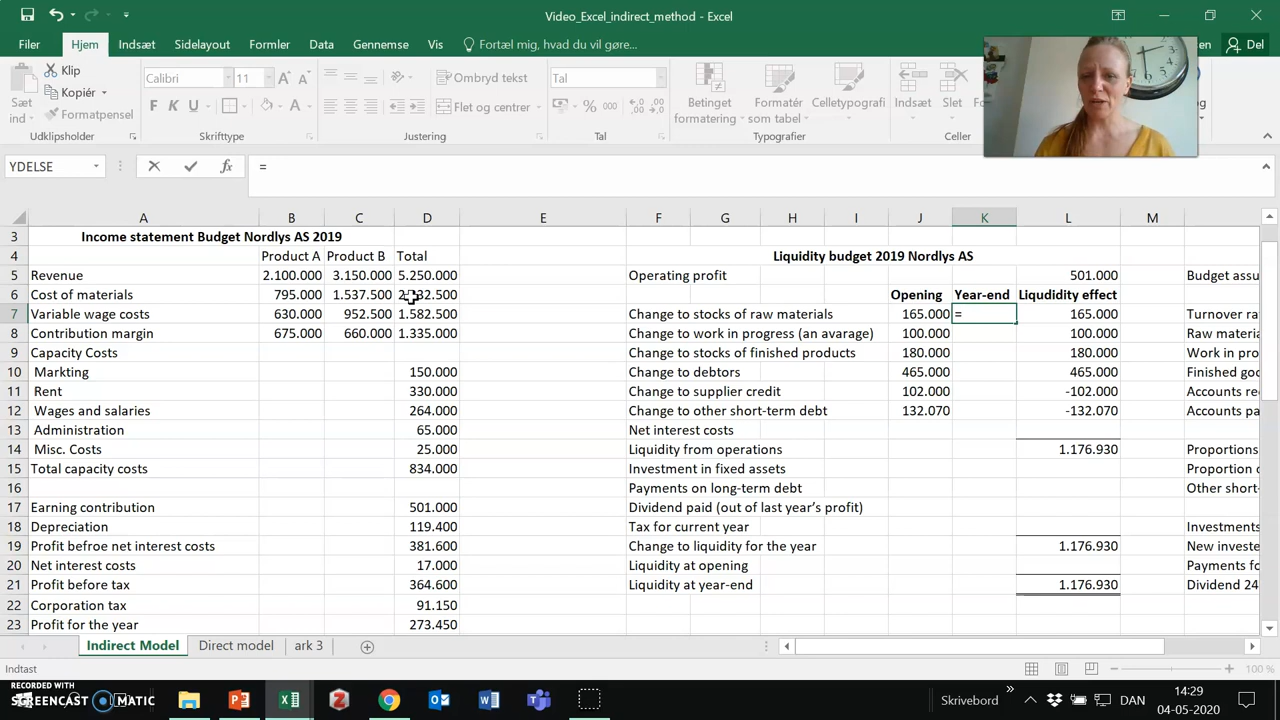 Video_Excel_indirect_method - Excel
Filer Hjem Indsæt Sidelayout Formler Data Gennemse Vis Fortæl mig, hvad du vil gøre... Del
Sæt ind Klip Kopiér Formatpensel
Calibri 11 Ombryd tekst Flet og centrer Tal
F K U A % 000
Betinget formatering Formatér som tabel Celletypografi Indsæt Slet
Udklipsholder Skrifttype Justering Tal Typografier Celler
YDELSE fx =
A B C D E F G H I J K L M
3 Income statement Budget Nordlys AS 2019
4 Product A Product B Total Liquidity budget 2019 Nordlys AS
5 Revenue 2.100.000 3.150.000 5.250.000 Operating profit 501.000 Budget assu
6 Cost of materials 795.000 1.537.500 Opening Year-end Liqudidity effect
7 Variable wage costs 630.000 952.500 1.582.500 Change to stocks of raw materials 165.000 = 165.000 Turnover ra
8 Contribution margin 675.000 660.000 1.335.000 Change to work in progress (an avarage) 100.000 100.000 Raw materia
9 Capacity Costs Change to stocks of finished products 180.000 180.000 Work in pro
10 Markting 150.000 Change to debtors 465.000 465.000 Finished goo
11 Rent 330.000 Change to supplier credit 102.000 -102.000 Accounts re
12 Wages and salaries 264.000 Change to other short-term debt 132.070 -132.070 Accounts pa
13 Administration 65.000 Net interest costs
14 Misc. Costs 25.000 Liquidity from operations 1.176.930 Proportions
15 Total capacity costs 834.000 Investment in fixed assets Proportion o
16 Payments on long-term debt Other short-
17 Earning contribution 501.000 Dividend paid (out of last year's profit)
18 Depreciation 119.400 Tax for current year Investments
19 Profit befroe net interest costs 381.600 Change to liquidity for the year 1.176.930 New investe
20 Net interest costs 17.000 Liquidity at opening Payments fo
21 Profit before tax 364.600 Liquidity at year-end 1.176.930 Dividend 24
22 Corporation tax 91.150
23 Profit for the year 273.450
Indirect Model Direct model ark 3
Indtast 100 %
RECORDED WITH
SCREENCAST MATIC
Skrivebord DAN 14:29
04-05-2020